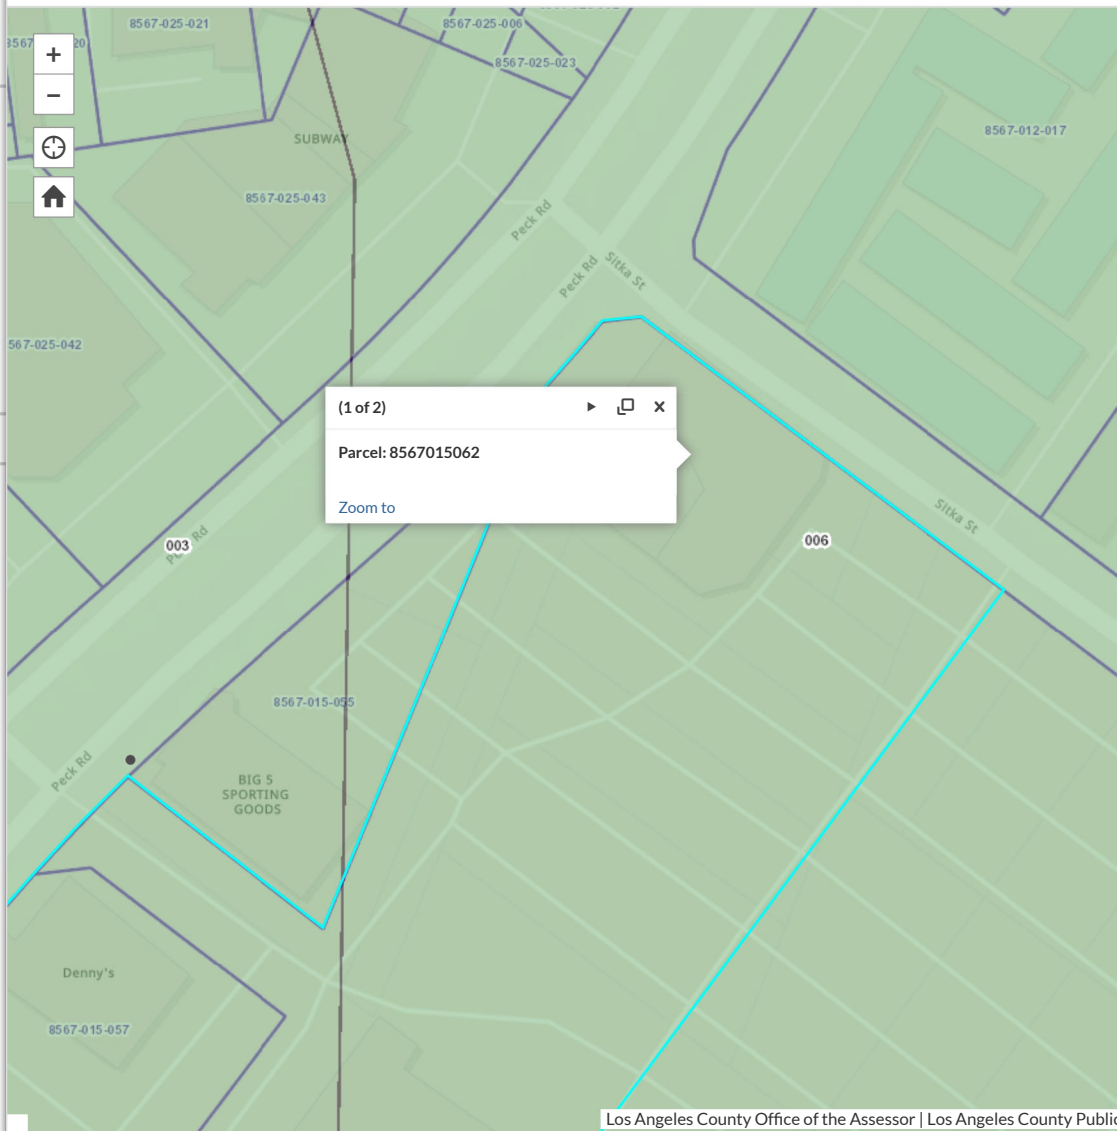 8567-025-021
8567-025-006
8567
20
8567-025-023
8567-012-017
SUBWAY
8567-025-043
Peck Rd
Peck Rd
Sitka St
567-025-042
(1 of 2)
Parcel: 8567015062
Zoom to
Sitka St
003
Peck Rd
006
8567-015-055
Peck Rd
BIG 5
SPORTING
GOODS
Denny's
8567-015-057
Los Angeles County Office of the Assessor | Los Angeles County Public